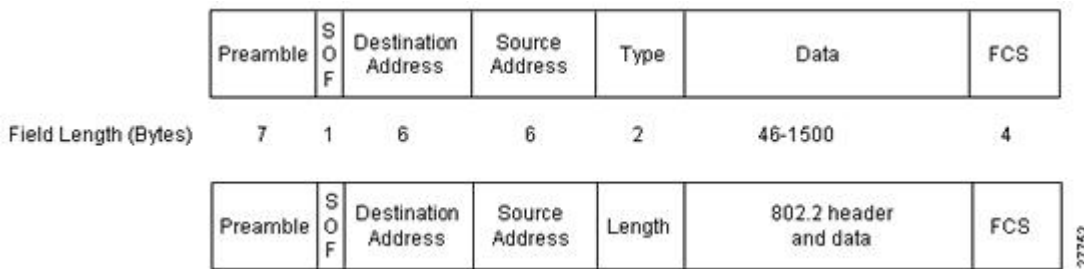 Preamble
S
O
F
Destination
Address
Source
Address
Type
Data
FCS
Field Length (Bytes) 7 1 6 6 2 46-1500 4
Preamble
S
O
F
Destination
Address
Source
Address
Length
802.2 header
and data
FCS
27752